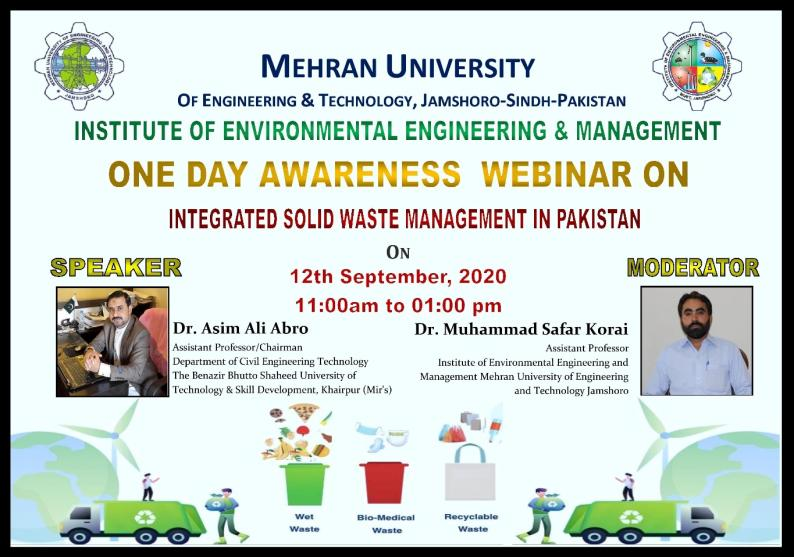 MEHRAN UNIVERSITY
OF ENGINEERING & TECHNOLOGY, JAMSHORO-SINDH-PAKISTAN
INSTITUTE OF ENVIRONMENTAL ENGINEERING & MANAGEMENT
ONE DAY AWARENESS WEBINAR ON
INTEGRATED SOLID WASTE MANAGEMENT IN PAKISTAN
ON
12th September, 2020
11:00am to 01:00 pm
SPEAKER
Dr. Asim Ali Abro
Assistant Professor/Chairman
Department of Civil Engineering Technology
The Benazir Bhutto Shaheed University of
Technology & Skill Development, Khairpur (Mir's)
MODERATOR
Dr. Muhammad Safar Korai
Assistant Professor
Institute of Environmental Engineering and
Management Mehran University of Engineering
and Technology Jamshoro
Wet
Waste
Bio-Medical
Waste
Recyclable
Waste